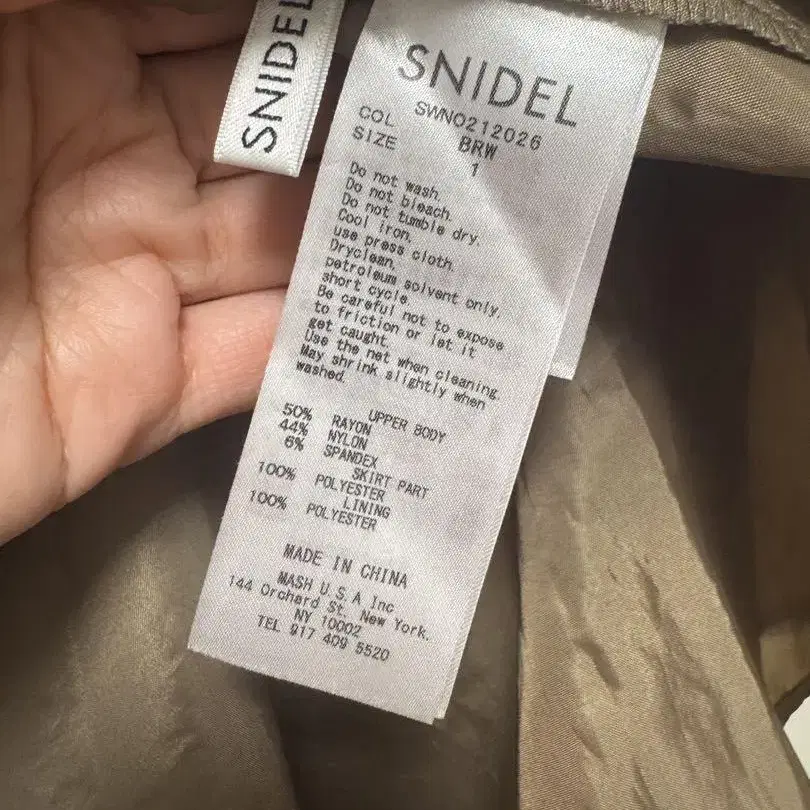 SNIDEL
SNIDEL
SWNO212026
COL BRW
SIZE 1
Do not wash.
Do not bleach.
Do not tumble dry.
Cool iron.
use press cloth.
Dryclean.
petroleum solvent only.
short cycle.
Be careful not to expose
to friction or let it
get caught.
Use the net when cleaning.
May shrink slightly when
washed.
UPPER BODY
50% RAYON
44% NYLON
6% SPANDEX
SKIRT PART
100% POLYESTER
LINING
100% POLYESTER
MADE IN CHINA
MASH U.S.A Inc
144 Orchard St. New York.
NY 10002
TEL 917 409 5520